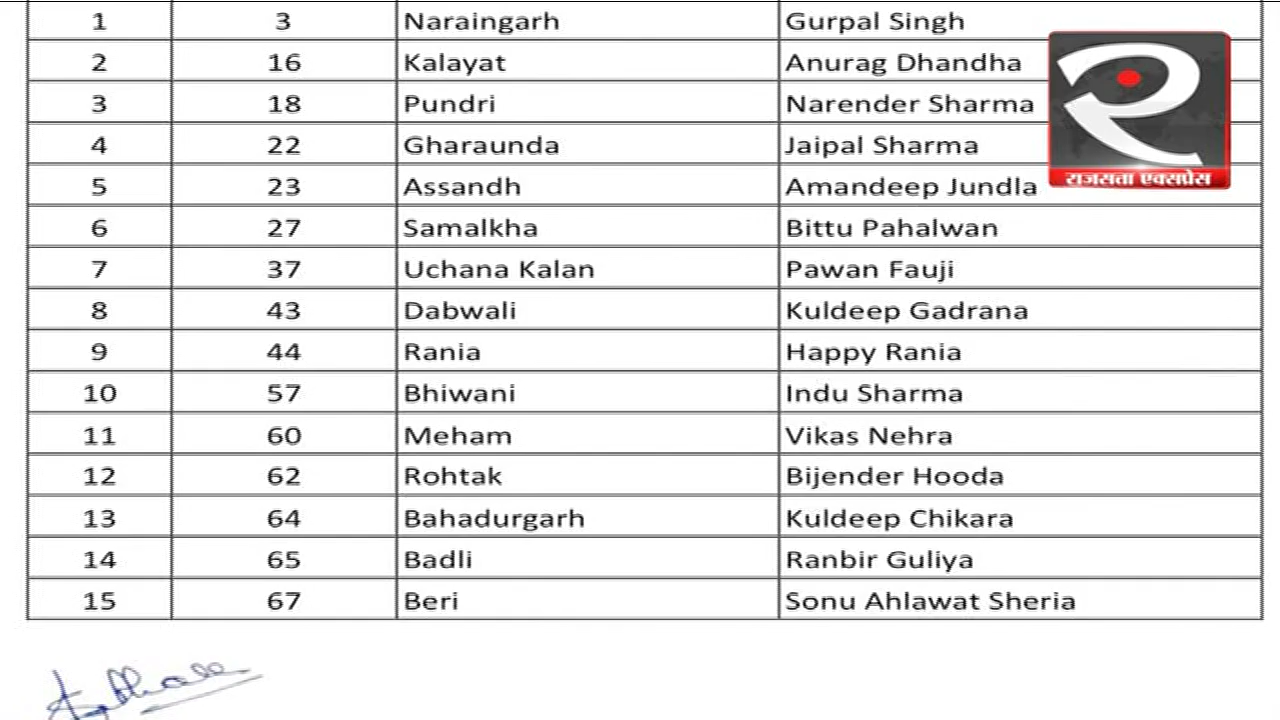 1 3 Naraingarh Gurpal Singh
2 16 Kalayat Anurag Dhandha
3 18 Pundri Narender Sharma
4 22 Gharaunda Jaipal Sharma
5 23 Assandh Amandeep Jundla
राजसत्ता एक्सप्रेस
6 27 Samalkha Bittu Pahalwan
7 37 Uchana Kalan Pawan Fauji
8 43 Dabwali Kuldeep Gadrana
9 44 Rania Happy Rania
10 57 Bhiwani Indu Sharma
11 60 Meham Vikas Nehra
12 62 Rohtak Bijender Hooda
13 64 Bahadurgarh Kuldeep Chikara
14 65 Badli Ranbir Guliya
15 67 Beri Sonu Ahlawat Sheria